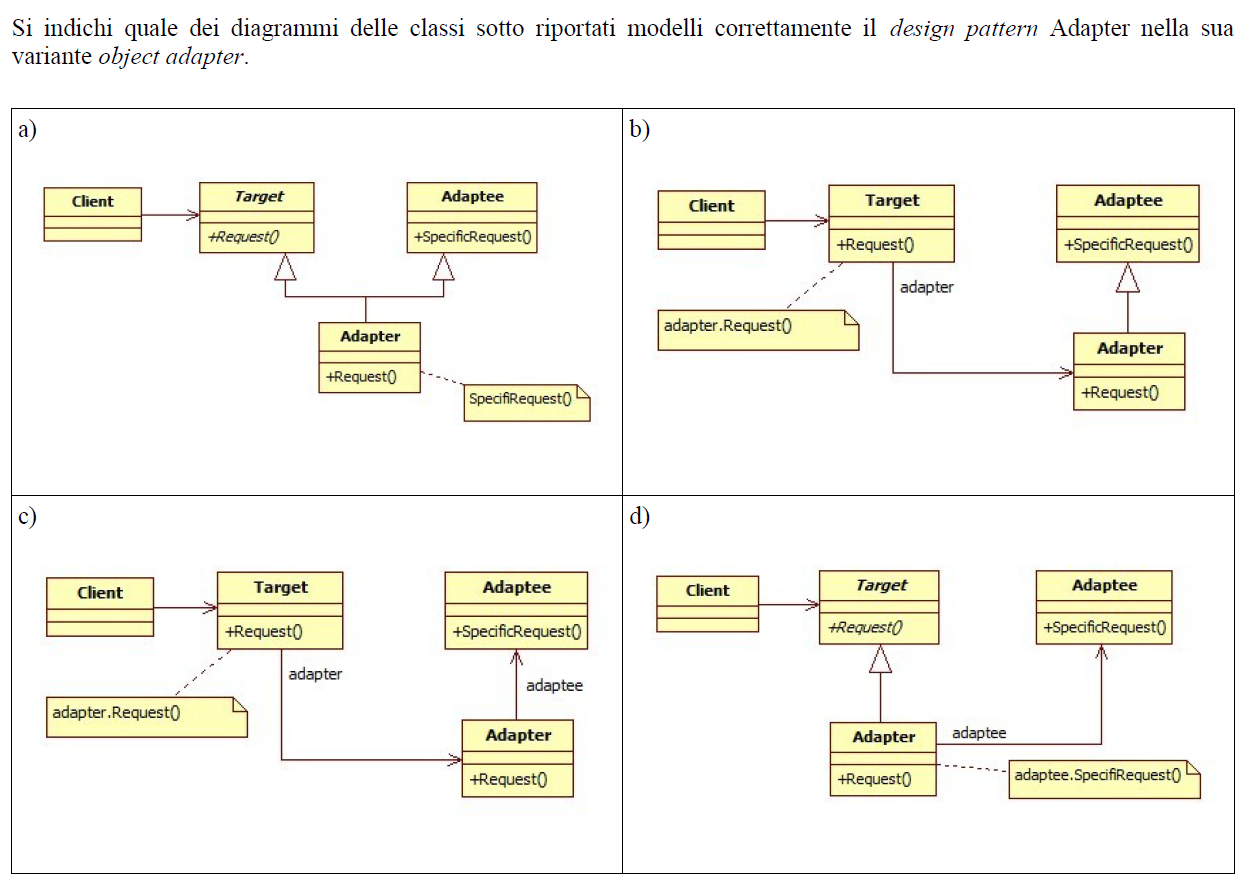 Si indichi quale dei diagrammi delle classi sotto riportati modelli correttamente il design pattern Adapter nella sua
variante object adapter.
a)
Client
Target
+Request()
Adaptee
+SpecificRequest()
Adapter
+Request()
SpecifiRequest()
b)
Client
Target
+Request()
Adaptee
+SpecificRequest()
adapter
adapter.Request()
Adapter
+Request()
c)
Client
Target
+Request()
Adaptee
+SpecificRequest()
adapter
adaptee
adapter.Request()
Adapter
+Request()
d)
Client
Target
+Request()
Adaptee
+SpecificRequest()
Adapter
+Request()
adaptee
adaptee.SpecifiRequest()